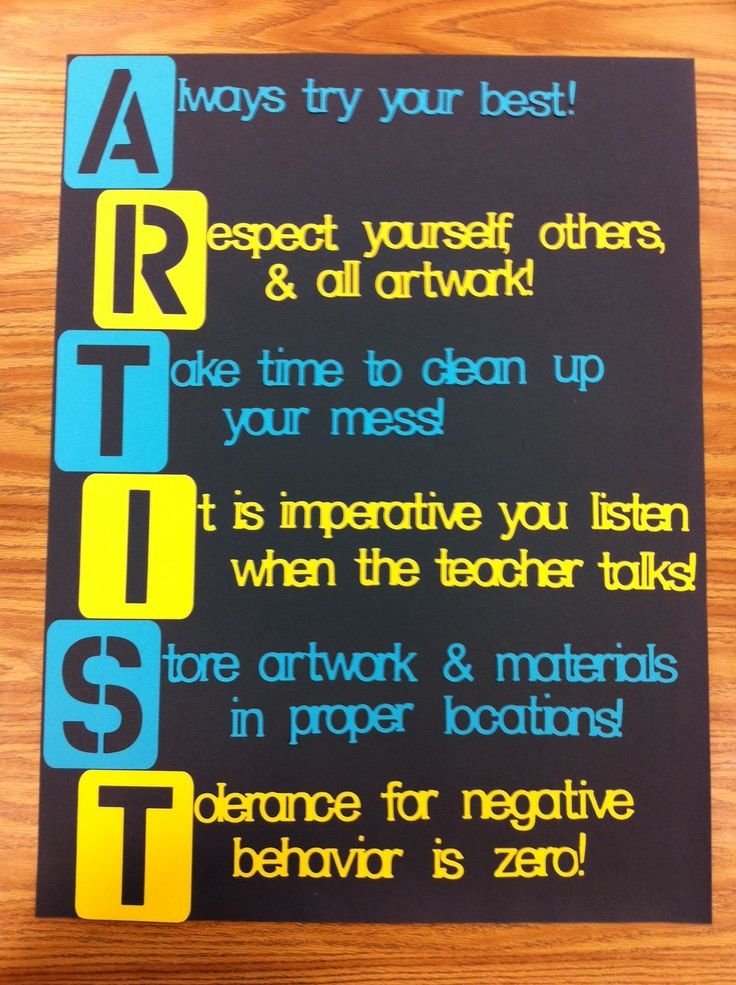 Always try your best!
Respect yourself, others,
& all artwork!
Take time to clean up
your mess!
It is imperative you listen
when the teacher talks!
Store artwork & materials
in proper locations!
Tolerance for negative
behavior is zero!